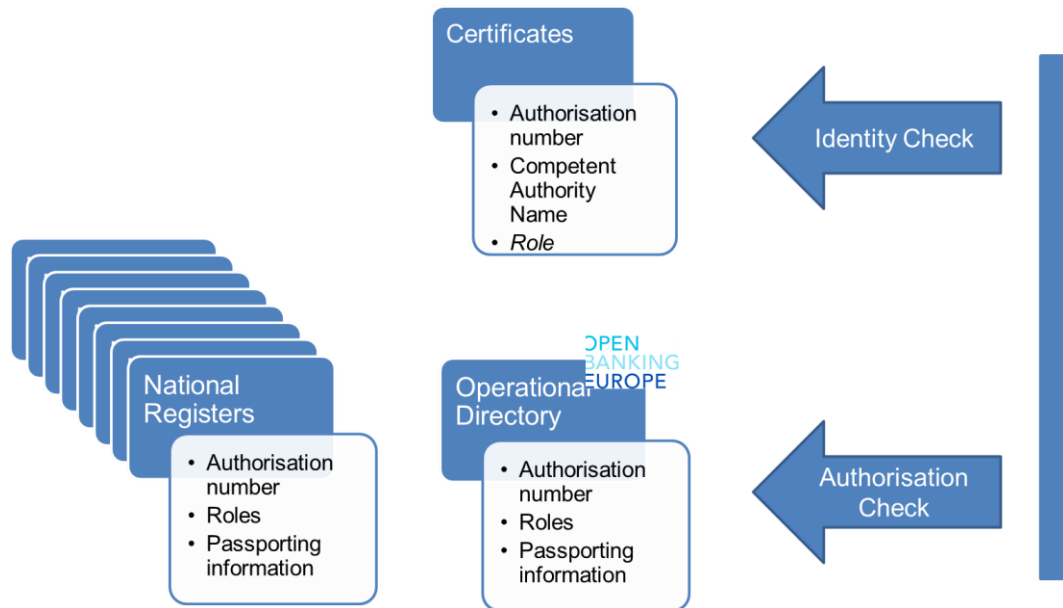 Certificates
• Authorisation
number
• Competent
Authority
Name
• Role
Identity Check
National
Registers
• Authorisation
number
• Roles
• Passporting
information
OPEN
BANKING
EUROPE
Operational
Directory
• Authorisation
number
• Roles
• Passporting
information
Authorisation
Check